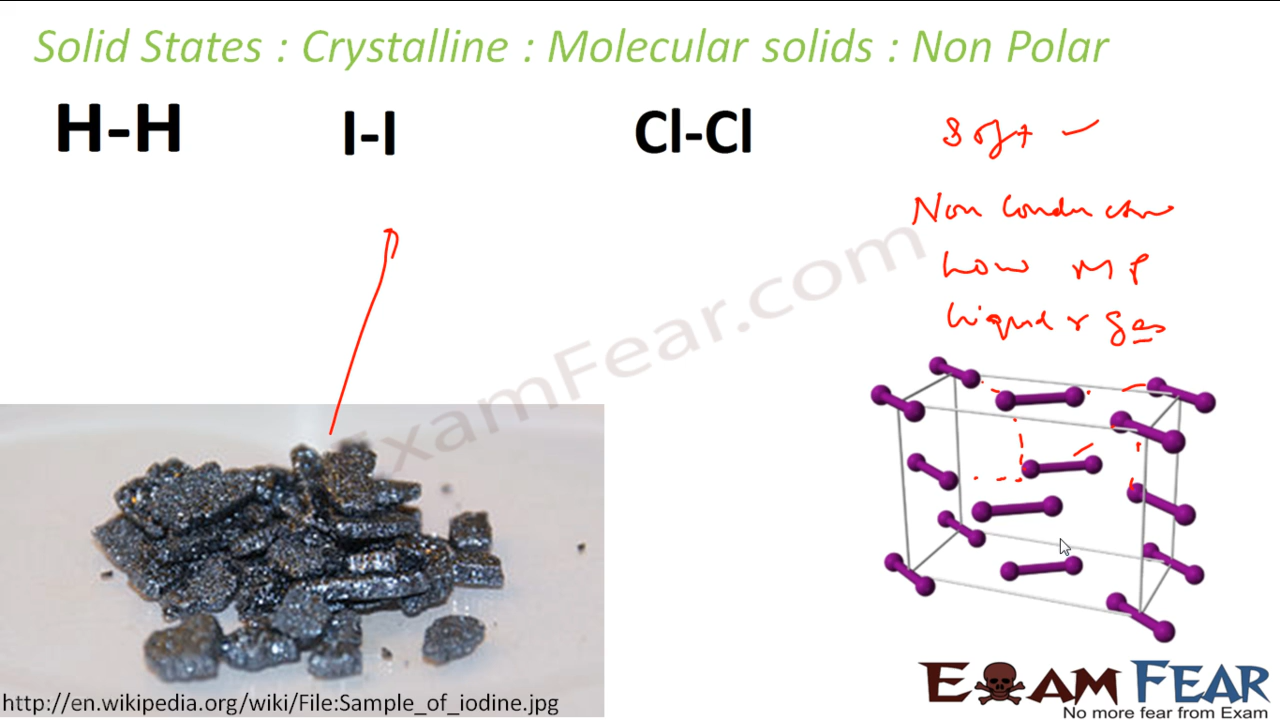 Solid States : Crystalline : Molecular solids : Non Polar
H-H I-I Cl-Cl
Soft
Non Conductor
Low MP
Liquid r gas
ExamFear.com
http://en.wikipedia.org/wiki/File:Sample_of_iodine.jpg
EXAM FEAR
No more fear from Exam